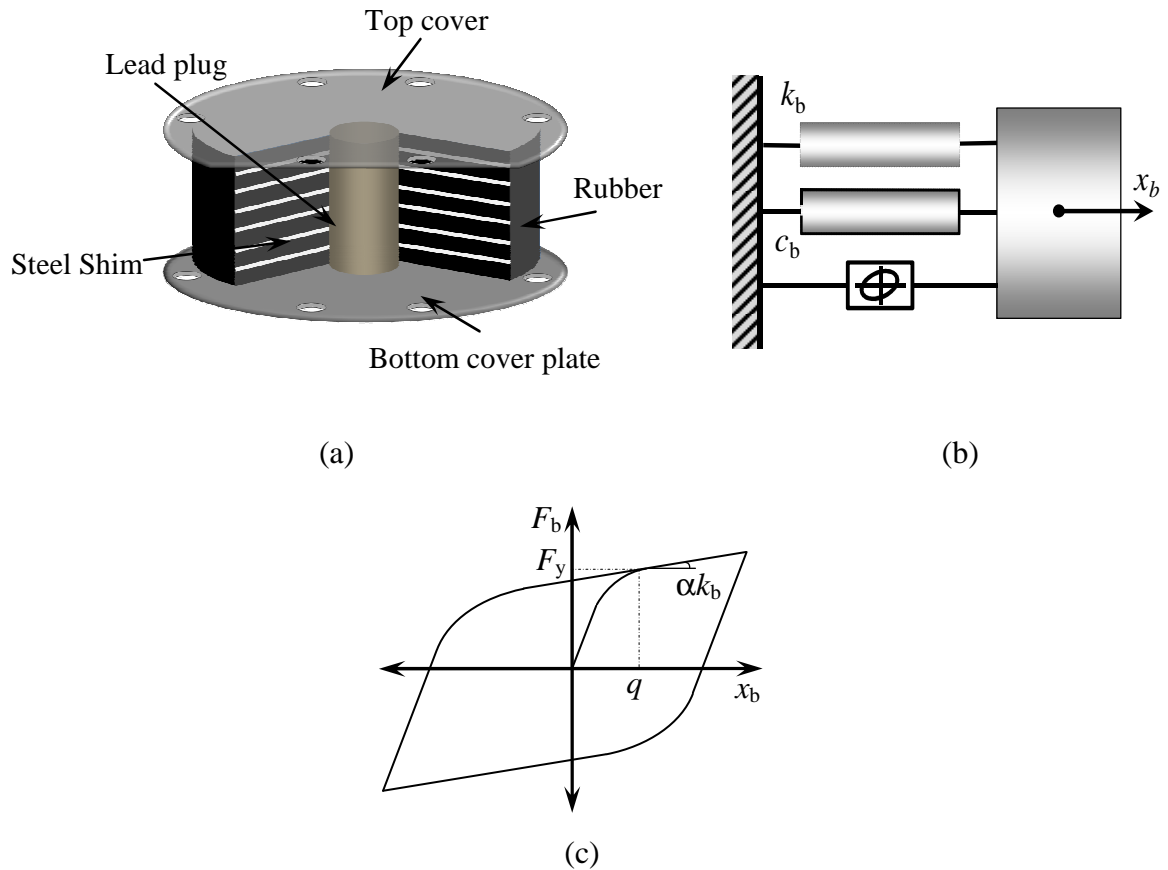 Top cover
Lead plug
Rubber
Steel Shim
Bottom cover plate
(a)
k_b
c_b
x_b
(b)
F_b
F_y
αk_b
q
x_b
(c)